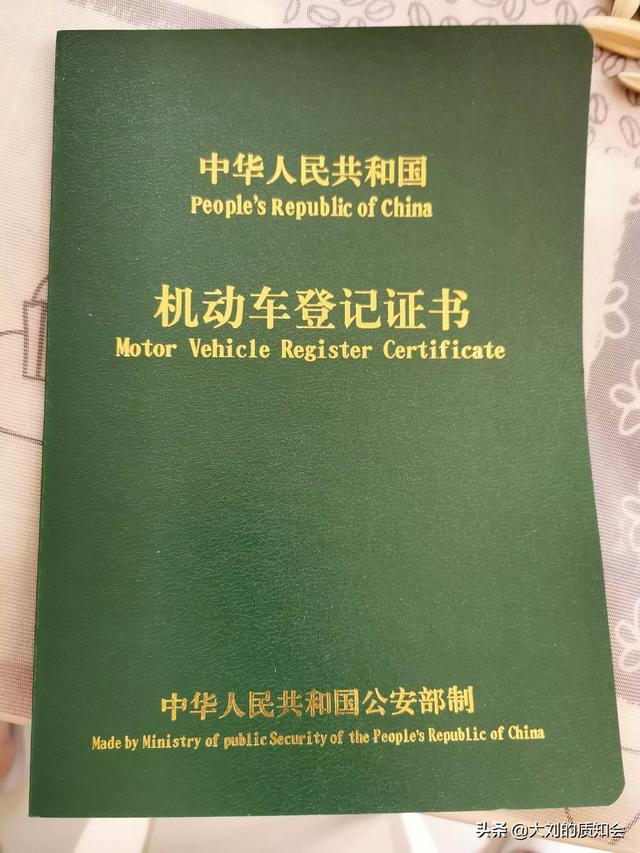 中华人民共和国
People's Republic of China
机动车登记证书
Motor Vehicle Register Certificate
中华人民共和国公安部制
Made by Ministry of public Security of the People's Republic of China
头条 @大刘的质知会